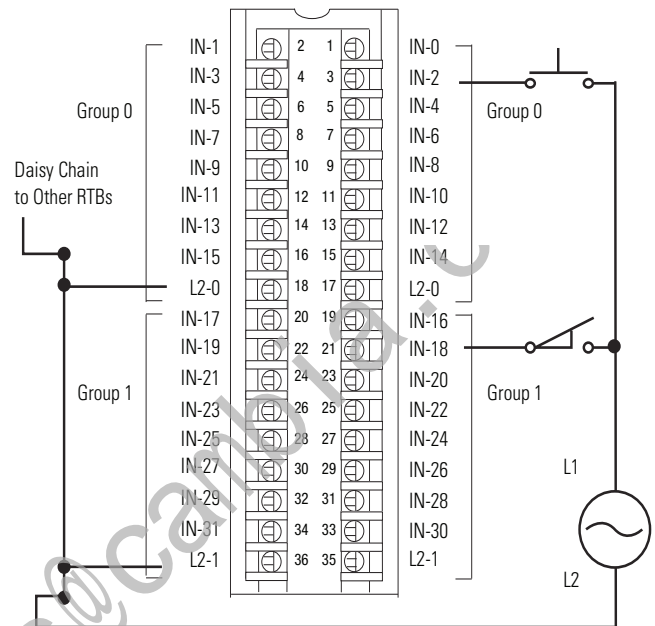 IN-1 2 1 IN-0
IN-3 4 3 IN-2
IN-5 6 5 IN-4
Group 0 Group 0
IN-7 8 7 IN-6
IN-9 10 9 IN-8
Daisy Chain
to Other RTBs
IN-11 12 11 IN-10
IN-13 14 13 IN-12
IN-15 16 15 IN-14
L2-0 18 17 L2-0
IN-17 20 19 IN-16
IN-19 22 21 IN-18
IN-21 24 23 IN-20
Group 1 Group 1
IN-23 26 25 IN-22
IN-25 28 27 IN-24
IN-27 30 29 IN-26
L1
IN-29 32 31 IN-28
IN-31 34 33 IN-30
L2-1 36 35 L2-1
L2
s@cambia.c